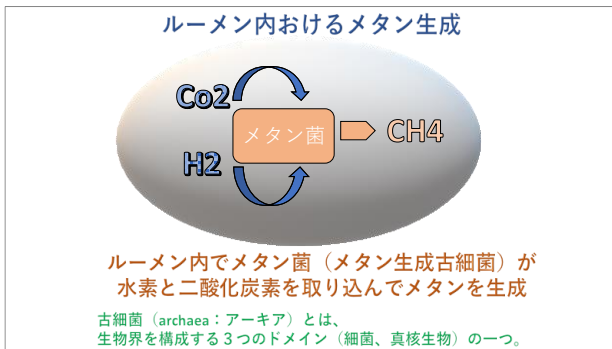 ルーメン内おけるメタン生成
Co2
メタン菌
CH4
H2
ルーメン内でメタン菌（メタン生成古細菌）が
水素と二酸化炭素を取り込んでメタンを生成
古細菌（archaea：アーキア）とは、
生物界を構成する３つのドメイン（細菌、真核生物）の一つ。